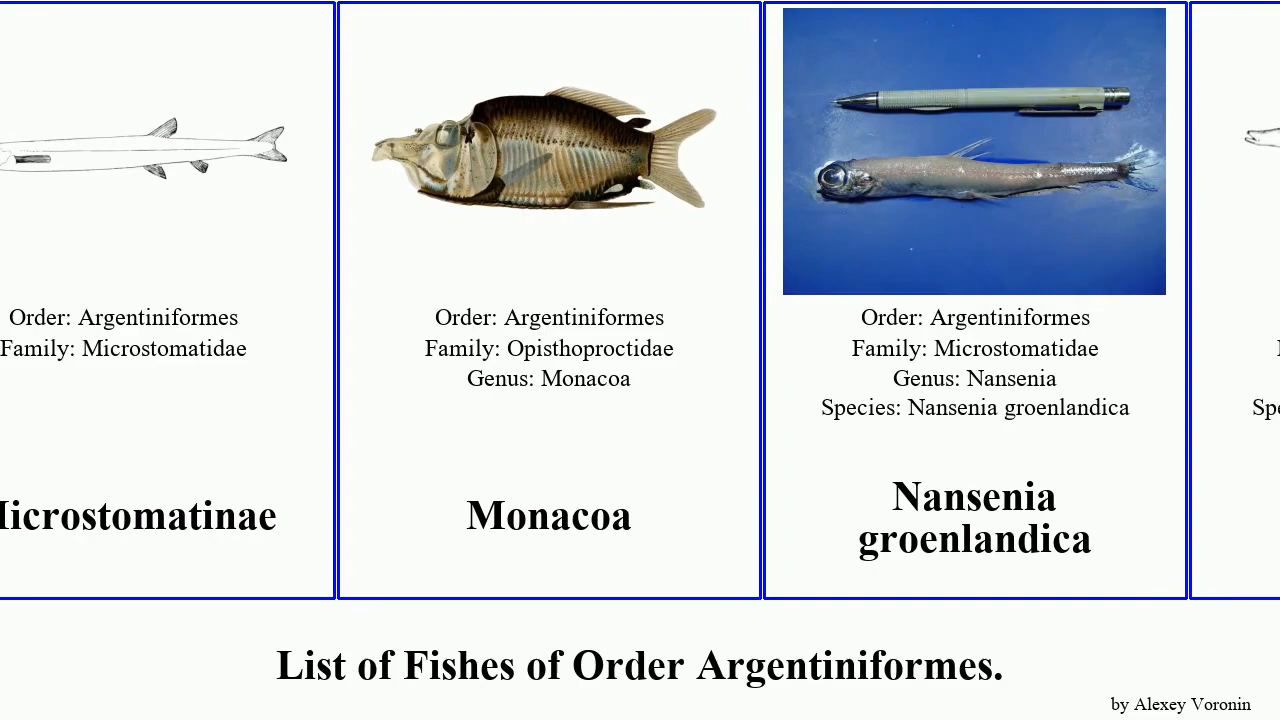 Order: Argentiniformes
Family: Microstomatidae
Microstomatinae
Order: Argentiniformes
Family: Opisthoproctidae
Genus: Monacoa
Monacoa
Order: Argentiniformes
Family: Microstomatidae
Genus: Nansenia
Species: Nansenia groenlandica
Nansenia
groenlandica
List of Fishes of Order Argentiniformes.
by Alexey Voronin